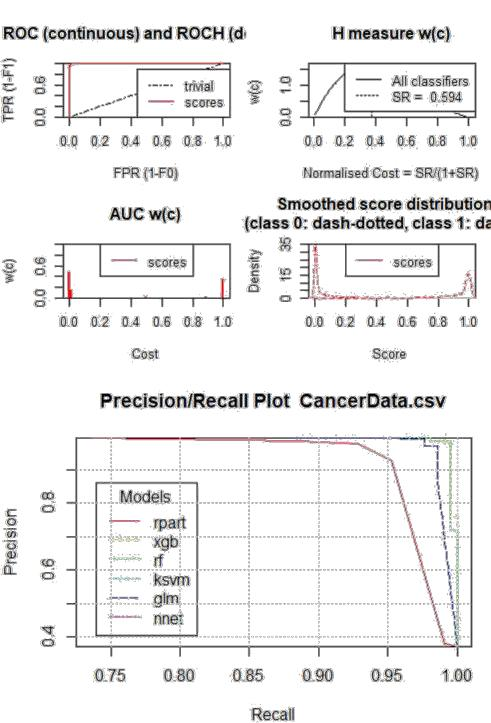 ROC (continuous) and ROCH (d
TPR (1-F1)
0.0 0.6
trivial
scores
0.0 0.2 0.4 0.6 0.8 1.0
FPR (1-F0)
H measure w(c)
w(c)
0.0 1.0
All classifiers
SR = 0.594
0.0 0.2 0.4 0.6 0.8 1.0
Normalised Cost = SR/(1+SR)
AUC w(c)
w(c)
0.0 0.6
scores
0.0 0.2 0.4 0.6 0.8 1.0
Cost
Smoothed score distribution
(class 0: dash-dotted, class 1: da
Density
0 15 35
scores
0.0 0.2 0.4 0.6 0.8 1.0
Score
Precision/Recall Plot CancerData.csv
Precision
0.4 0.6 0.8
Models
rpart
xgb
rf
ksvm
glm
nnet
0.75 0.80 0.85 0.90 0.95 1.00
Recall